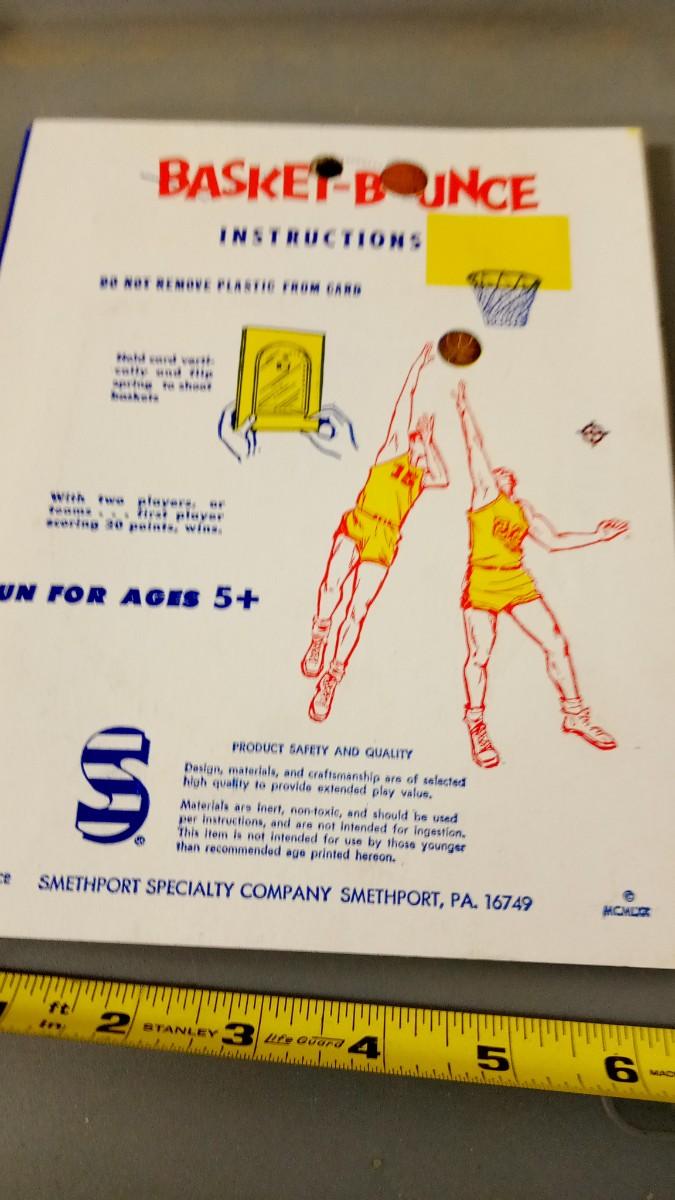 BASKET-BOUNCE
INSTRUCTIONS
DO NOT REMOVE PLASTIC FROM CARD
Hold card verti-
cally and flip
spring to shoot
baskets
15
With two players, or
teams . . . first player
scoring 20 points, wins.
UN FOR AGES 5+
S
®
PRODUCT SAFETY AND QUALITY
Design, materials, and craftsmanship are of selected
high quality to provide extended play value.
Materials are inert, non-toxic, and should be used
per instructions, and are not intended for ingestion.
This item is not intended for use by those younger
than recommended age printed hereon.
ce SMETHPORT SPECIALTY COMPANY SMETHPORT, PA. 16749
©
1 ft in 2 STANLEY 3 Life Guard 4 5 6 MAD